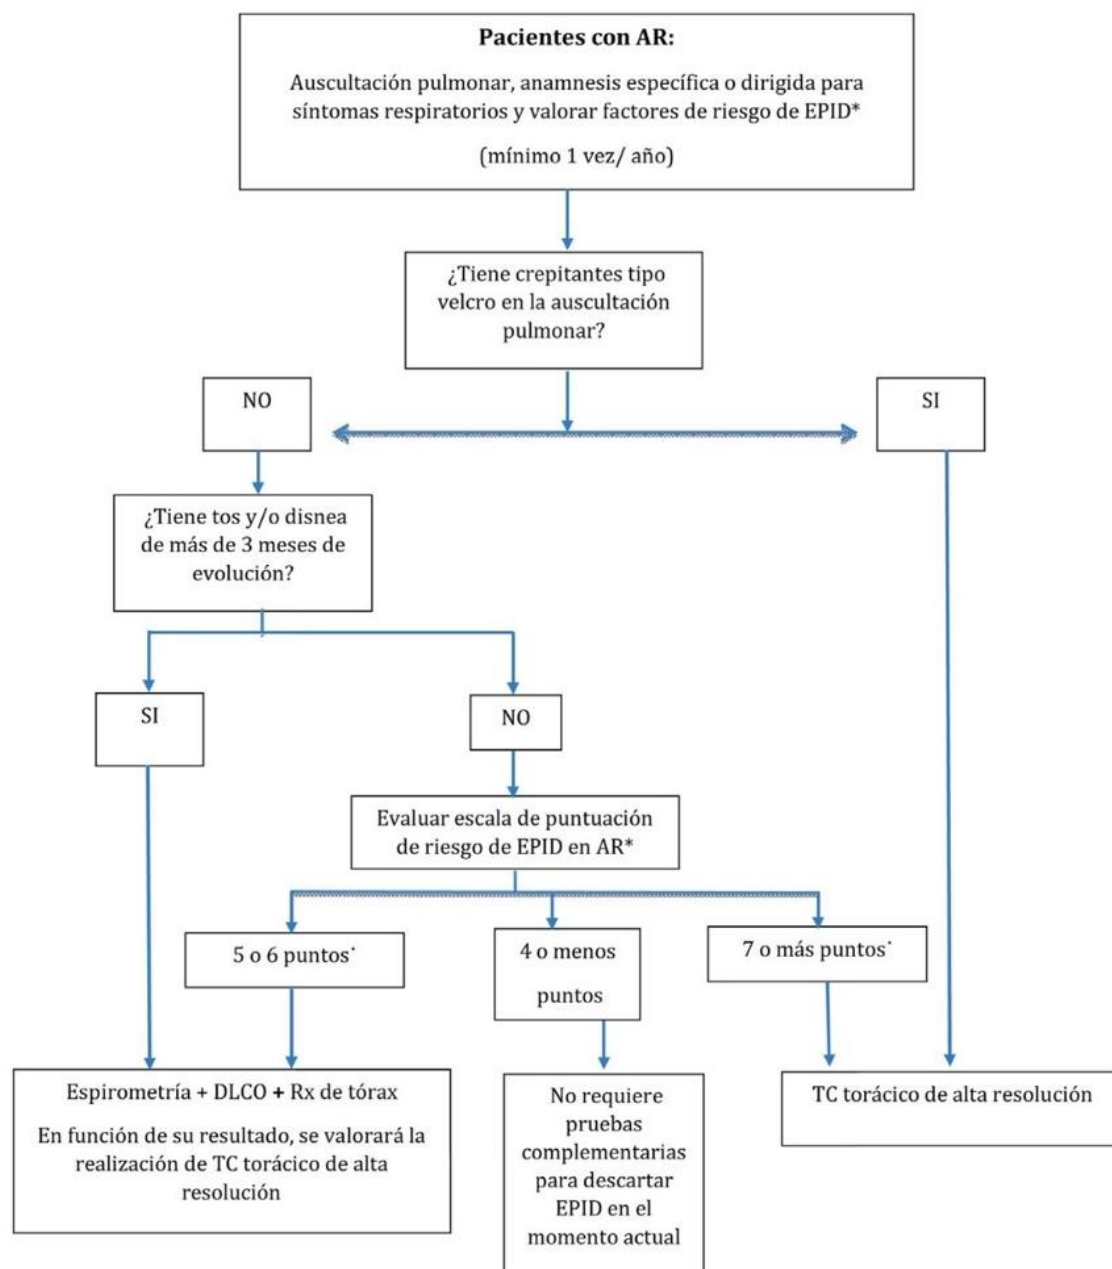 Pacientes con AR:
Auscultación pulmonar, anamnesis específica o dirigida para
síntomas respiratorios y valorar factores de riesgo de EPID*
(mínimo 1 vez/ año)
¿Tiene crepitantes tipo
velcro en la auscultación
pulmonar?
NO
SI
¿Tiene tos y/o disnea
de más de 3 meses de
evolución?
SI
NO
Evaluar escala de puntuación
de riesgo de EPID en AR*
5 o 6 puntos˙
4 o menos
puntos
7 o más puntos˙
Espirometría + DLCO + Rx de tórax
En función de su resultado, se valorará la
realización de TC torácico de alta
resolución
No requiere
pruebas
complementarias
para descartar
EPID en el
momento actual
TC torácico de alta resolución